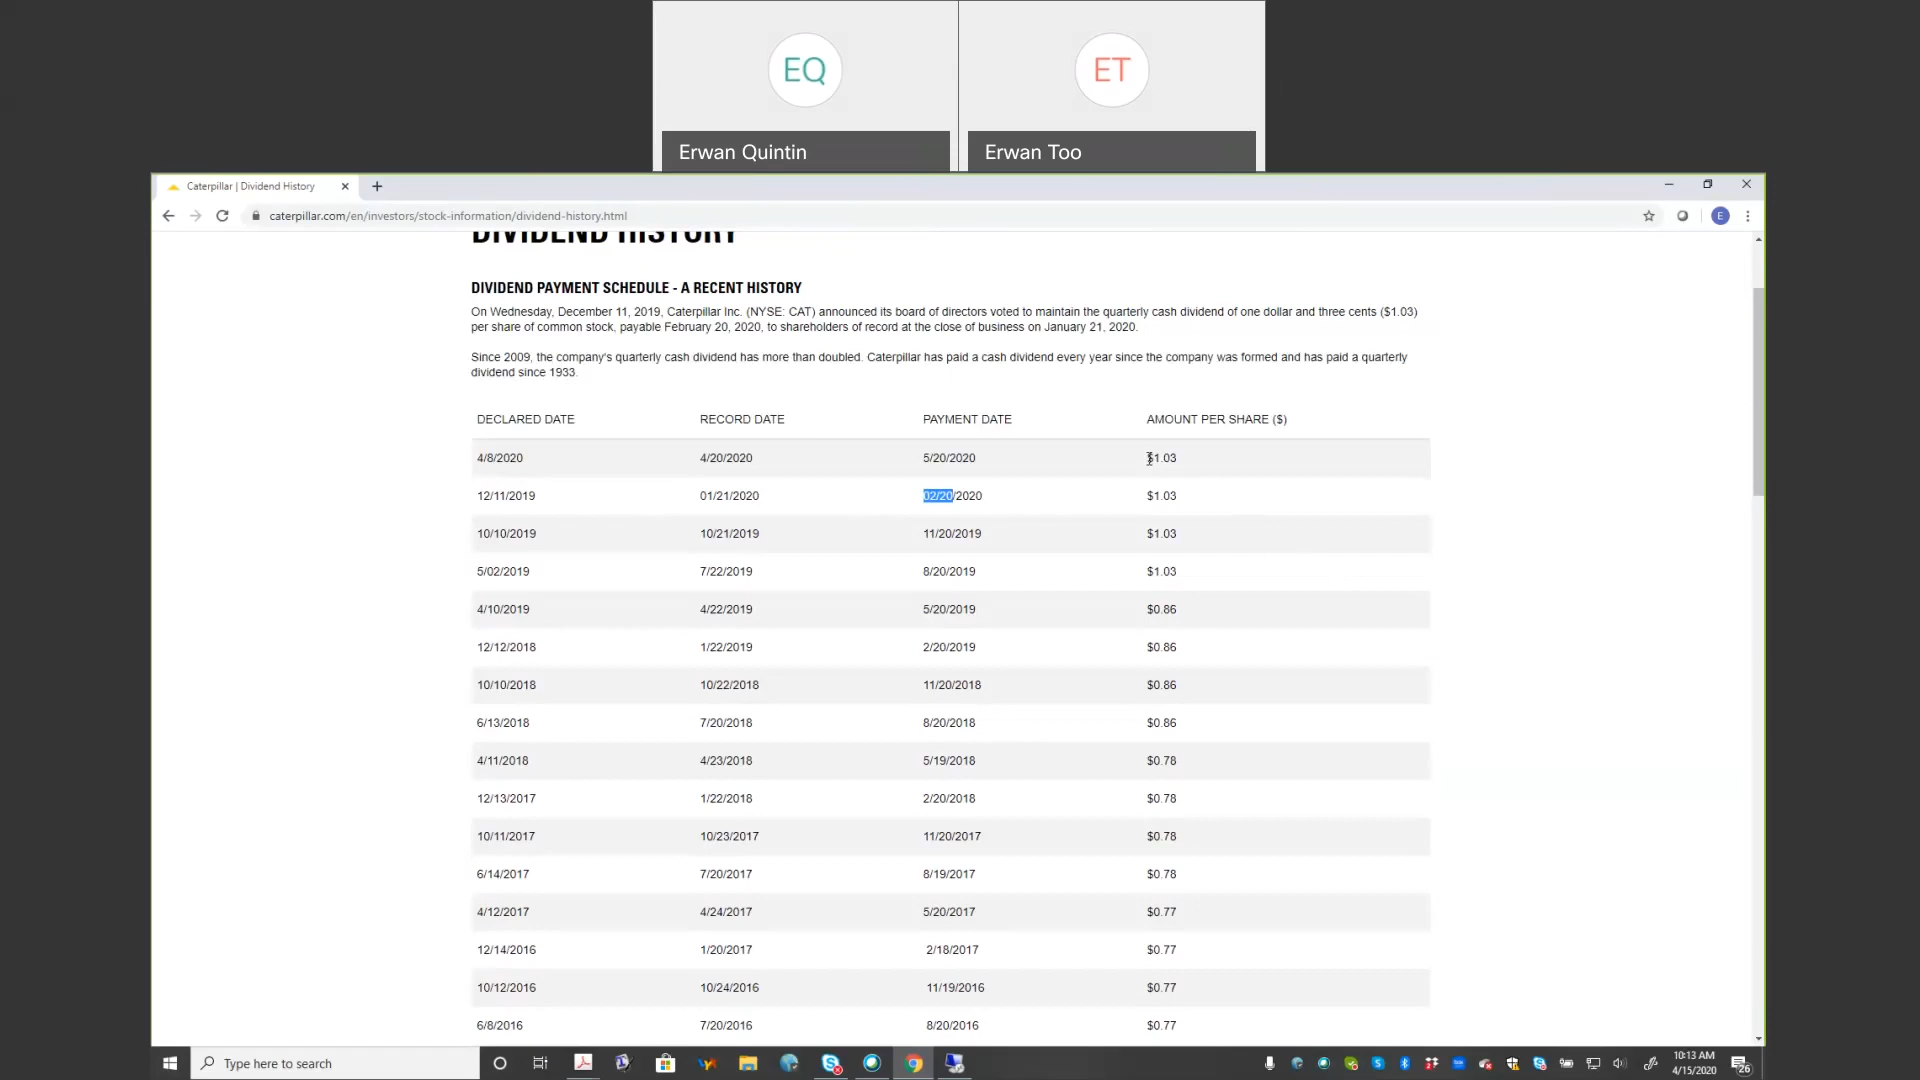 EQ
ET
Erwan Quintin
Erwan Too
Caterpillar | Dividend History
caterpillar.com/en/investors/stock-information/dividend-history.html
E
DIVIDEND HISTORY
DIVIDEND PAYMENT SCHEDULE - A RECENT HISTORY
On Wednesday, December 11, 2019, Caterpillar Inc. (NYSE: CAT) announced its board of directors voted to maintain the quarterly cash dividend of one dollar and three cents ($1.03)
per share of common stock, payable February 20, 2020, to shareholders of record at the close of business on January 21, 2020.
Since 2009, the company's quarterly cash dividend has more than doubled. Caterpillar has paid a cash dividend every year since the company was formed and has paid a quarterly
dividend since 1933.
DECLARED DATE RECORD DATE PAYMENT DATE AMOUNT PER SHARE ($)
4/8/2020 4/20/2020 5/20/2020 $1.03
12/11/2019 01/21/2020 02/20/2020 $1.03
10/10/2019 10/21/2019 11/20/2019 $1.03
5/02/2019 7/22/2019 8/20/2019 $1.03
4/10/2019 4/22/2019 5/20/2019 $0.86
12/12/2018 1/22/2019 2/20/2019 $0.86
10/10/2018 10/22/2018 11/20/2018 $0.86
6/13/2018 7/20/2018 8/20/2018 $0.86
4/11/2018 4/23/2018 5/19/2018 $0.78
12/13/2017 1/22/2018 2/20/2018 $0.78
10/11/2017 10/23/2017 11/20/2017 $0.78
6/14/2017 7/20/2017 8/19/2017 $0.78
4/12/2017 4/24/2017 5/20/2017 $0.77
12/14/2016 1/20/2017 2/18/2017 $0.77
10/12/2016 10/24/2016 11/19/2016 $0.77
6/8/2016 7/20/2016 8/20/2016 $0.77
Type here to search
10:13 AM
4/15/2020
26